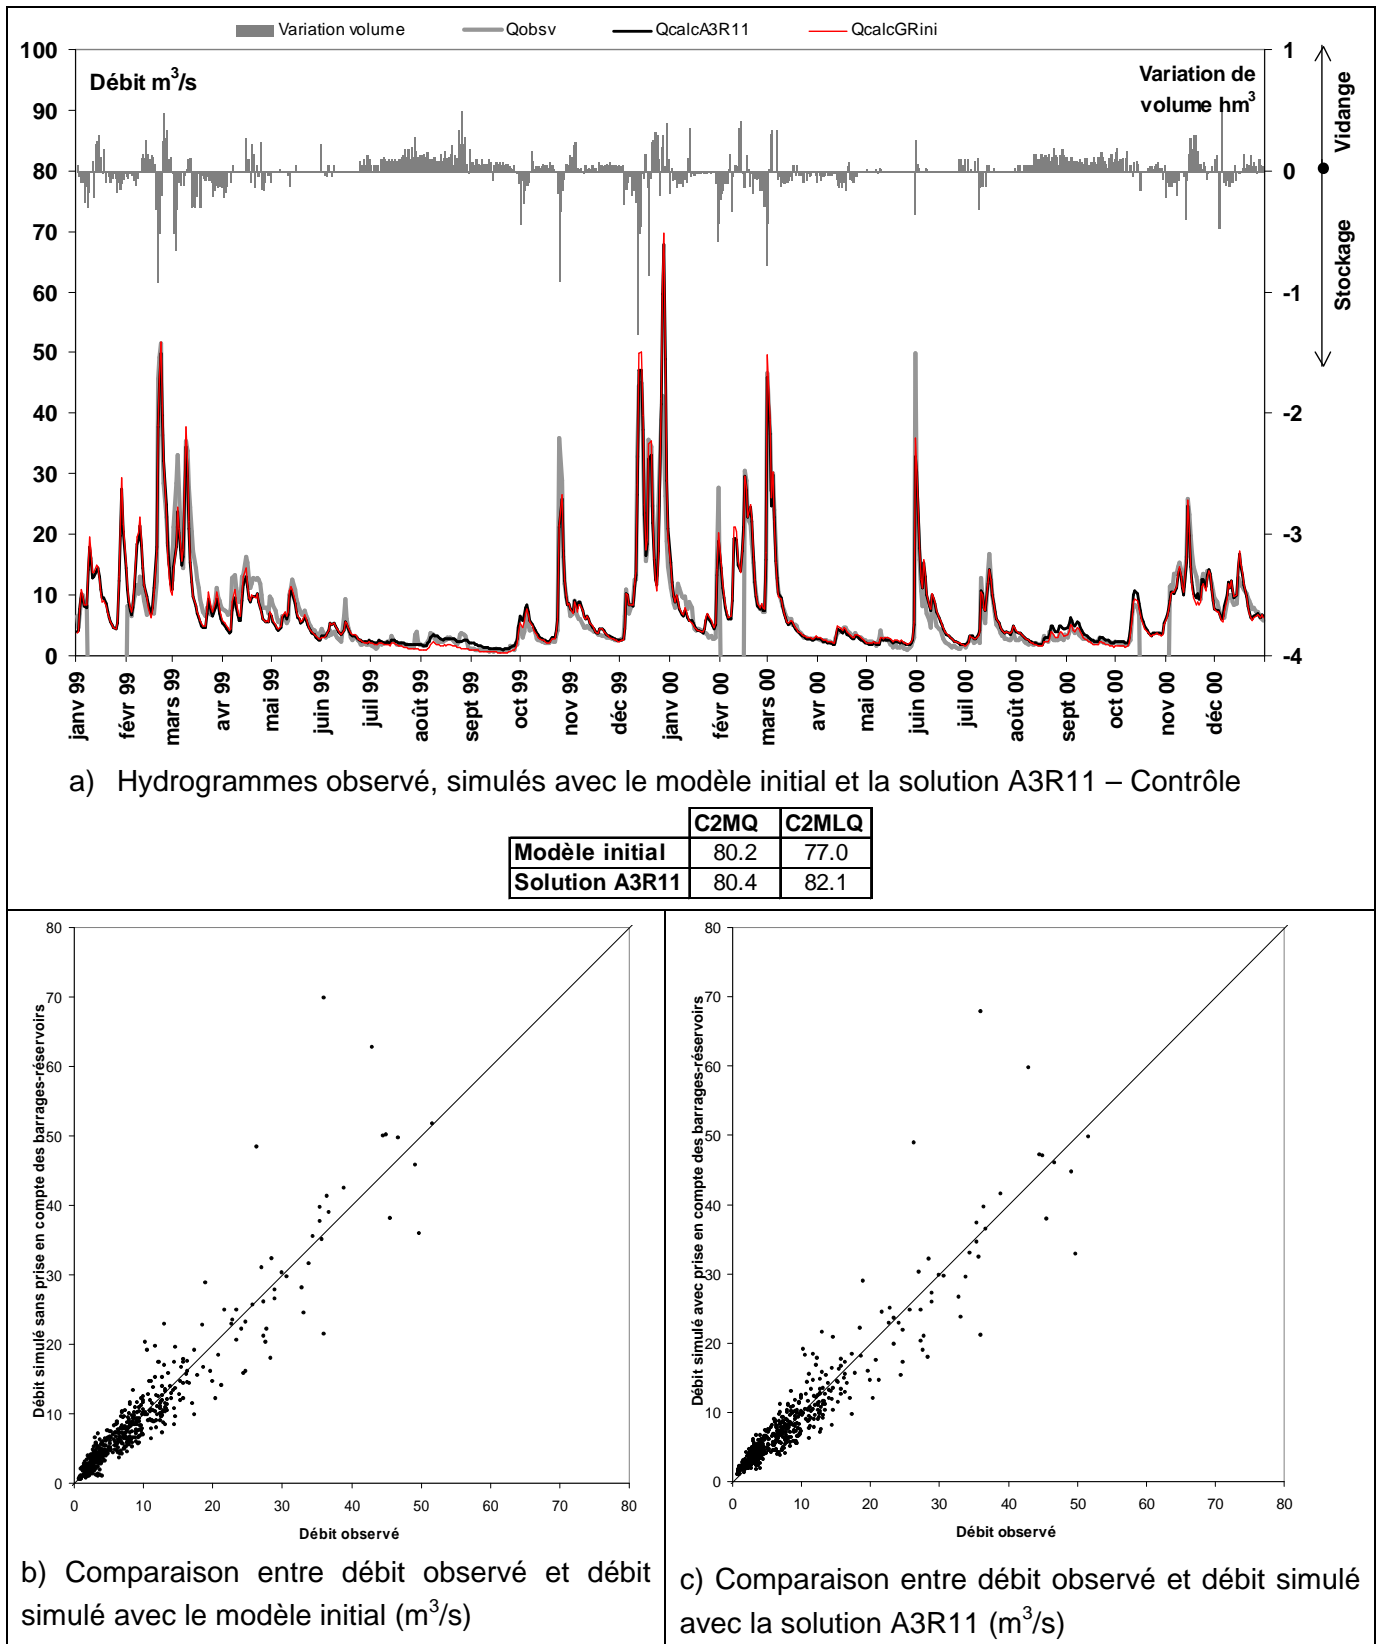 Variation volume Qobsv QcalcA3R11 QcalcGRini
Débit m³/s
Variation de
volume hm³
100
90
80
70
60
50
40
30
20
10
0
1
0
-1
-2
-3
-4
Vidange
Stockage
janv 99
févr 99
mars 99
avr 99
mai 99
juin 99
juil 99
août 99
sept 99
oct 99
nov 99
déc 99
janv 00
févr 00
mars 00
avr 00
mai 00
juin 00
juil 00
août 00
sept 00
oct 00
nov 00
déc 00
a) Hydrogrammes observé, simulés avec le modèle initial et la solution A3R11 – Contrôle
C2MQ C2MLQ
Modèle initial 80.2 77.0
Solution A3R11 80.4 82.1
Débit simulé sans prise en compte des barrages-réservoirs
80
70
60
50
40
30
20
10
0
0 10 20 30 40 50 60 70 80
Débit observé
b) Comparaison entre débit observé et débit
simulé avec le modèle initial (m³/s)
Débit simulé avec prise en compte des barrages-réservoirs
80
70
60
50
40
30
20
10
0
0 10 20 30 40 50 60 70 80
Débit observé
c) Comparaison entre débit observé et débit simulé
avec la solution A3R11 (m³/s)